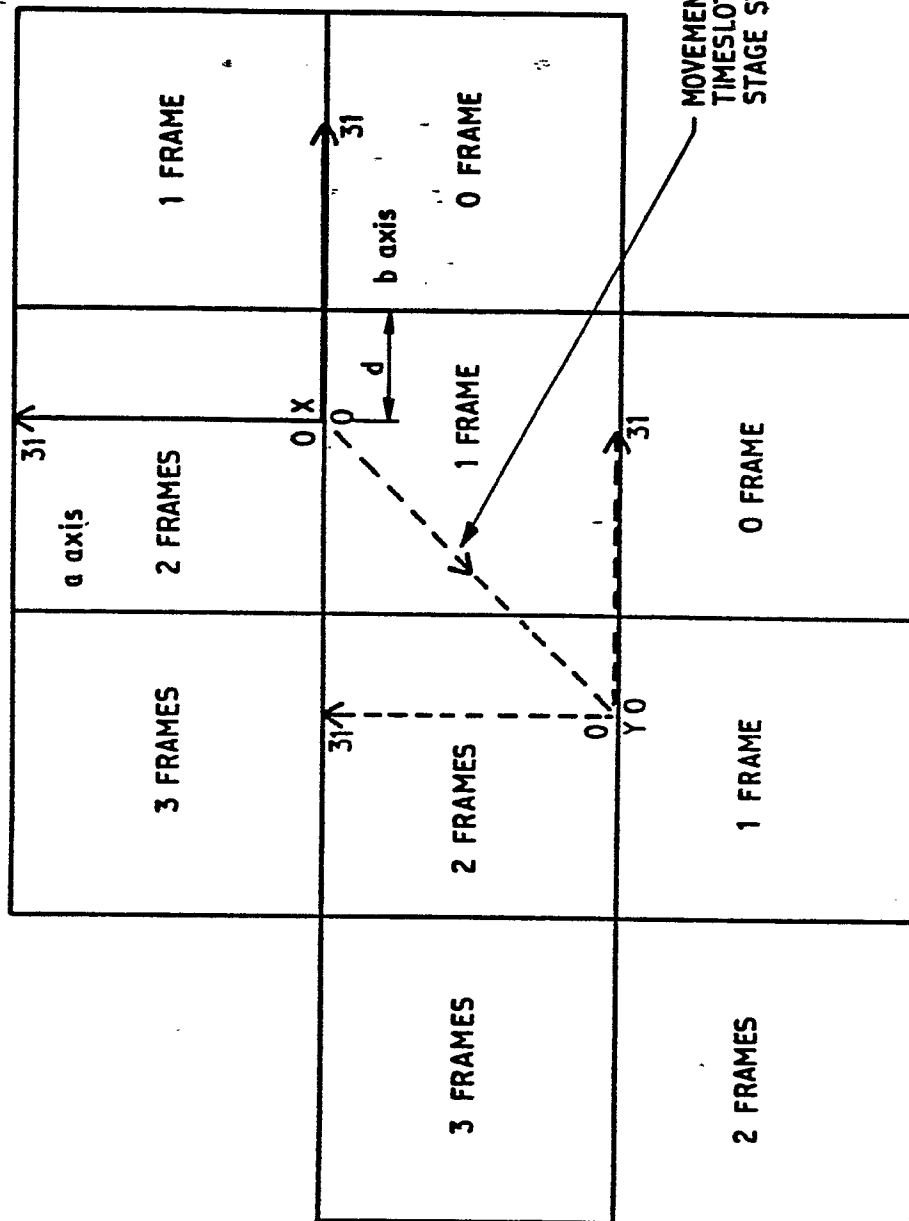 31
a axis
3 FRAMES 2 FRAMES 1 FRAME
0 X
31 0 31
d b axis
3 FRAMES 2 FRAMES 1 FRAME 0 FRAME
0
Y 0 31
2 FRAMES 1 FRAME 0 FRAME
MOVEMEN
TIMESLOT
STAGE S